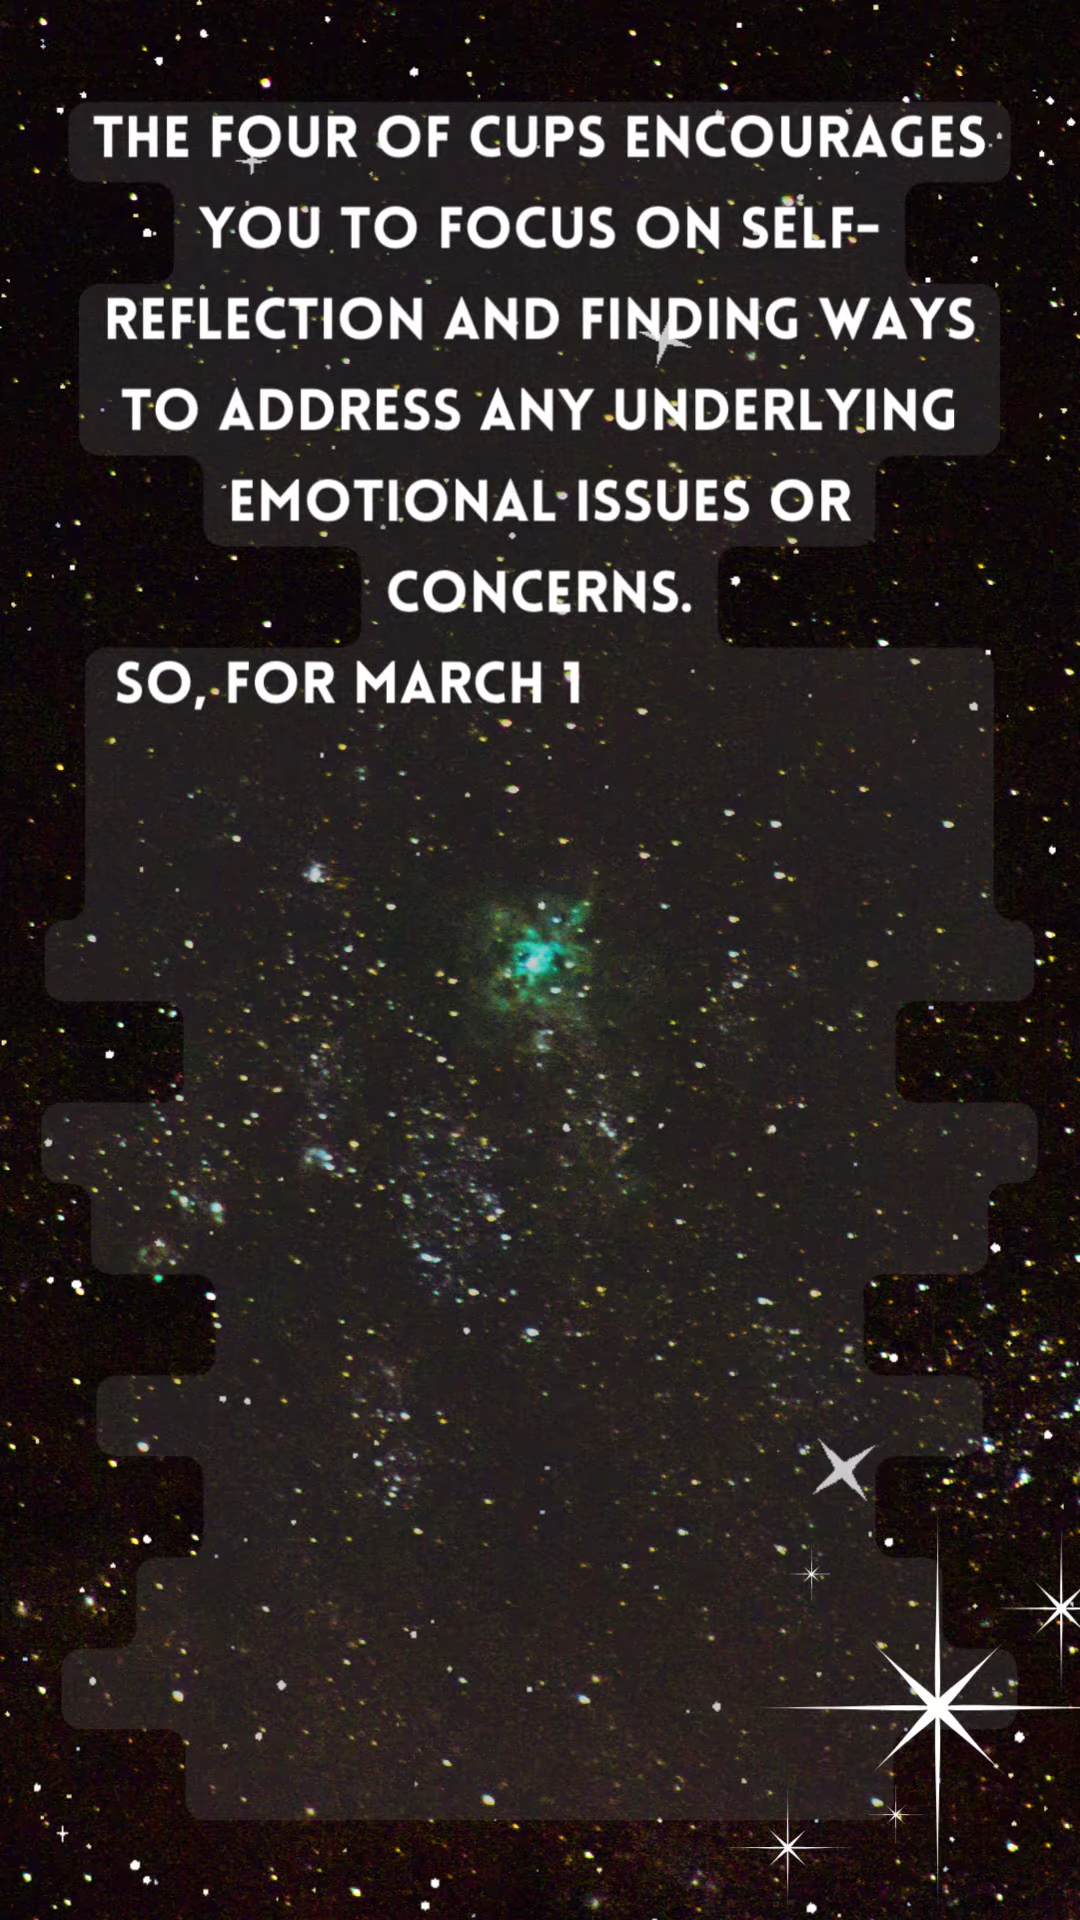 THE FOUR OF CUPS ENCOURAGES
YOU TO FOCUS ON SELF-
REFLECTION AND FINDING WAYS
TO ADDRESS ANY UNDERLYING
EMOTIONAL ISSUES OR
CONCERNS.
SO, FOR MARCH 1